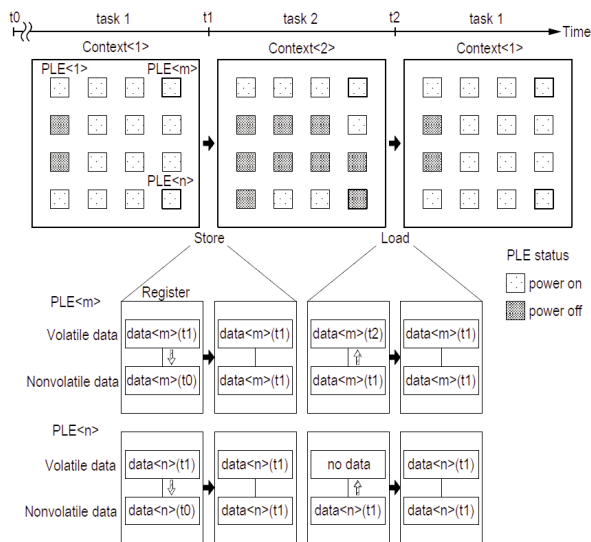 t0 task 1 t1 task 2 t2 task 1
Time
Context<1> Context<2> Context<1>
PLE<1> PLE<m>
PLE<n>
Store Load
PLE status
power on
power off
Register
PLE<m>
Volatile data data<m>(t1) data<m>(t1) data<m>(t2) data<m>(t1)
Nonvolatile data data<m>(t0) data<m>(t1) data<m>(t1) data<m>(t1)
PLE<n>
Volatile data data<n>(t1) data<n>(t1) no data data<n>(t1)
Nonvolatile data data<n>(t0) data<n>(t1) data<n>(t1) data<n>(t1)